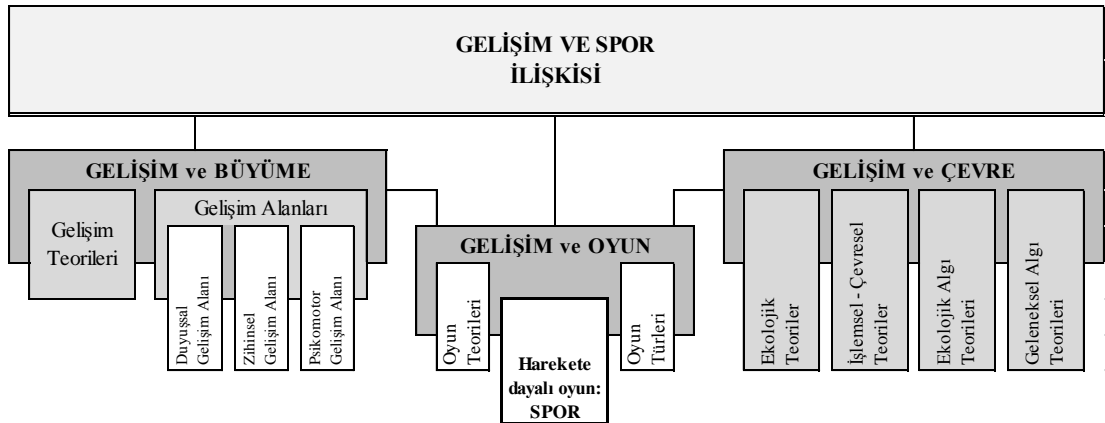 GELİŞİM VE SPOR
İLİŞKİSİ
GELİŞİM ve BÜYÜME
Gelişim
Teorileri
Gelişim Alanları
Duyuşsal
Gelişim Alanı
Zihinsel
Gelişim Alanı
Psikomotor
Gelişim Alanı
GELİŞİM ve OYUN
Oyun
Teorileri
Harekete
dayalı oyun:
SPOR
Oyun
Türleri
GELİŞİM ve ÇEVRE
Ekolojik
Teoriler
İşlemsel - Çevresel
Teoriler
Ekolojik Algı
Teorileri
Geleneksel Algı
Teorileri